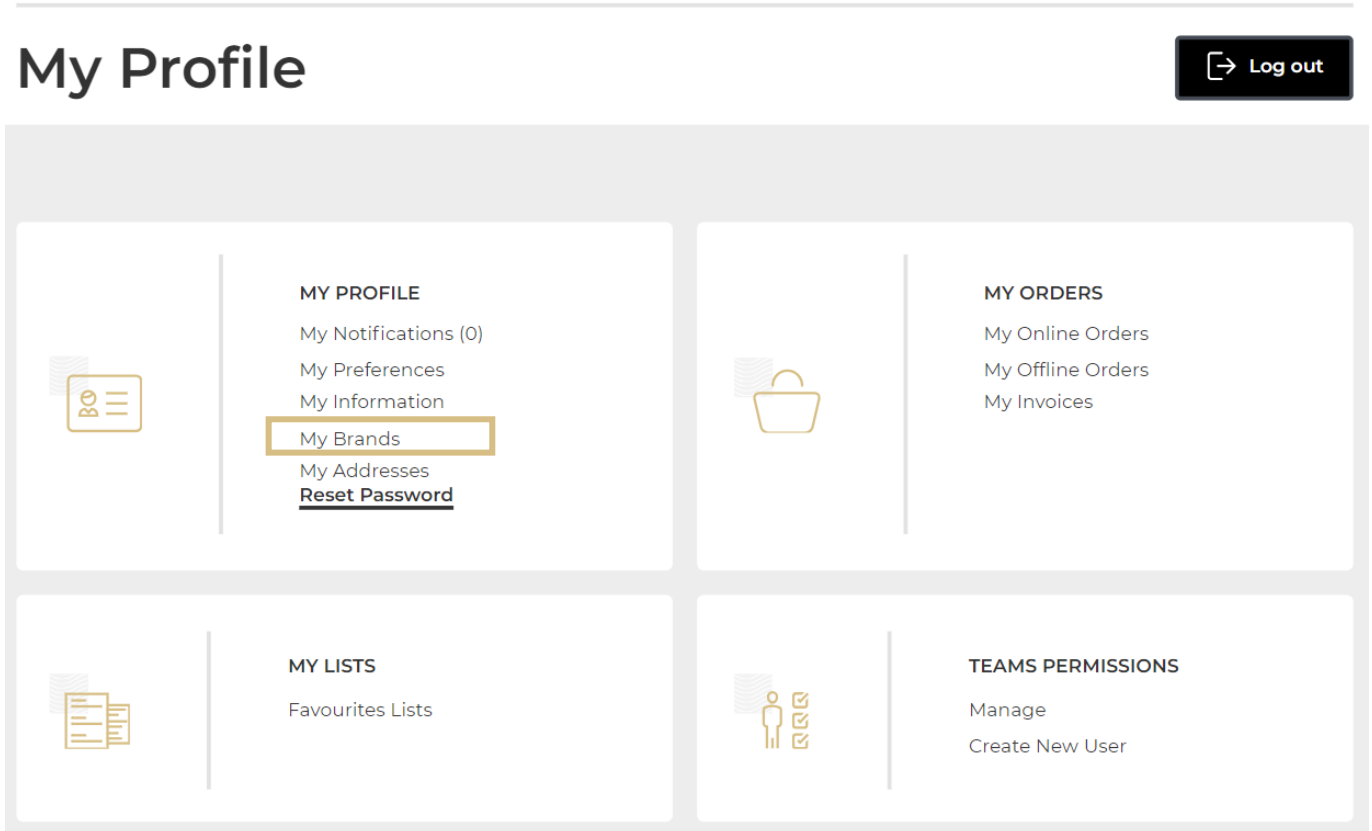 My Profile
Log out
MY PROFILE
My Notifications (0)
My Preferences
My Information
My Brands
My Addresses
Reset Password
MY ORDERS
My Online Orders
My Offline Orders
My Invoices
MY LISTS
Favourites Lists
TEAMS PERMISSIONS
Manage
Create New User